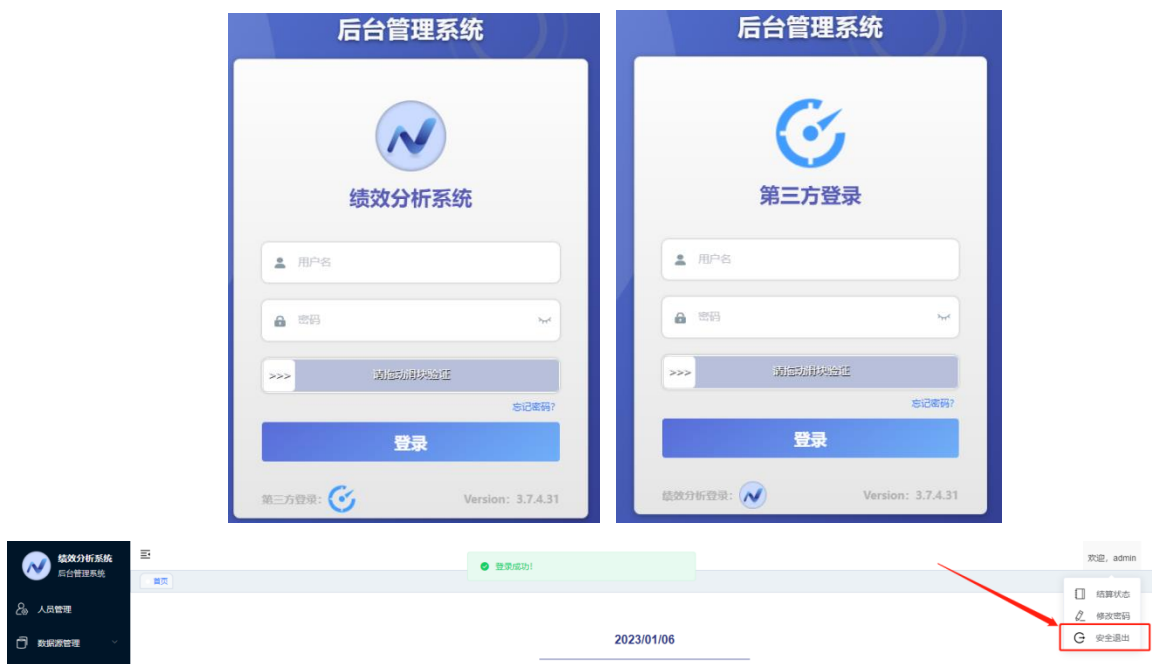 后台管理系统
绩效分析系统
用户名
密码
>>> 请拖动滑块验证
忘记密码?
登录
第三方登录: Version: 3.7.4.31
后台管理系统
第三方登录
用户名
密码
>>> 请拖动滑块验证
忘记密码?
登录
绩效分析登录: Version: 3.7.4.31
绩效分析系统
后台管理系统
登录成功!
欢迎, admin
首页
结算状态
人员管理
修改密码
数据源管理
2023/01/06
安全退出